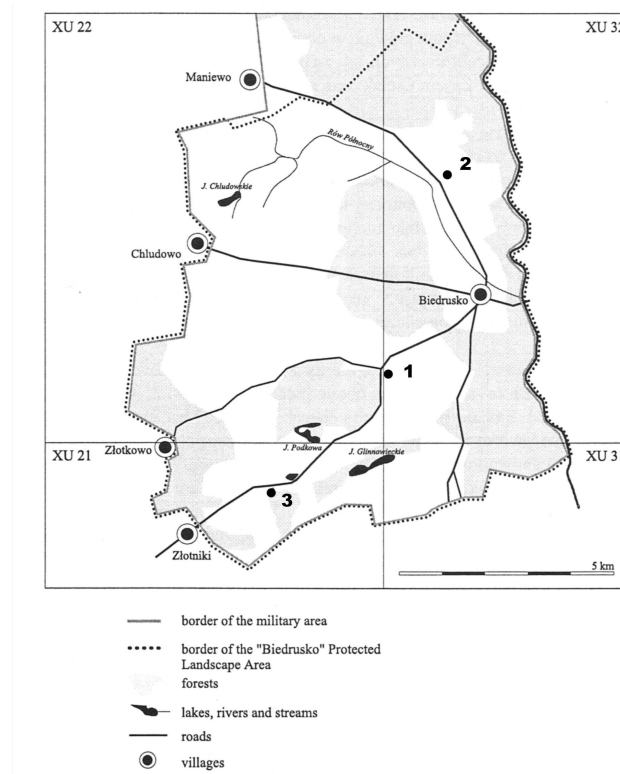 XU 22
XU 32
Maniewo
Rów Północny
2
J. Chludowskie
Chludowo
Biedrusko
1
Złotkowo
J. Podkowa
J. Glinnowieckie
XU 21
XU 3
3
Złotniki
5 km
border of the military area
border of the "Biedrusko" Protected
Landscape Area
forests
lakes, rivers and streams
roads
villages